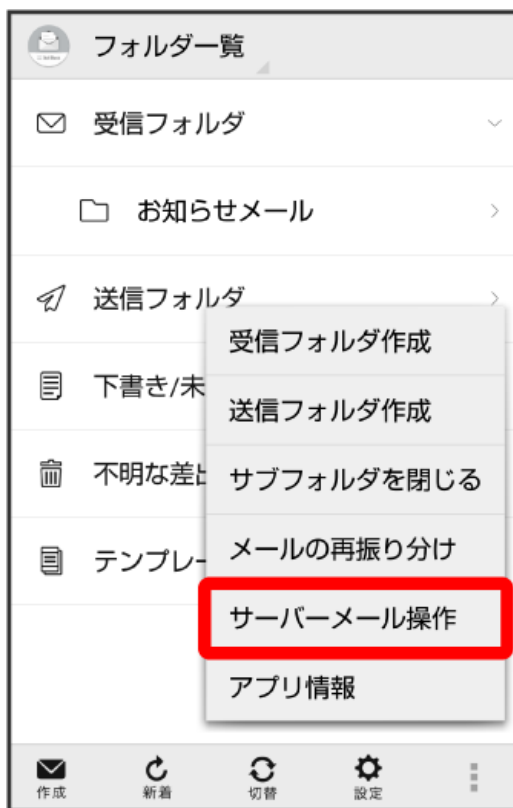 フォルダー覧
受信フォルダ
お知らせメール
送信フォルダ
下書き/未
不明な差出
テンプレー
受信フォルダ作成
送信フォルダ作成
サブフォルダを閉じる
メールの再振り分け
サーバーメール操作
アプリ情報
作成
新着
切替
設定